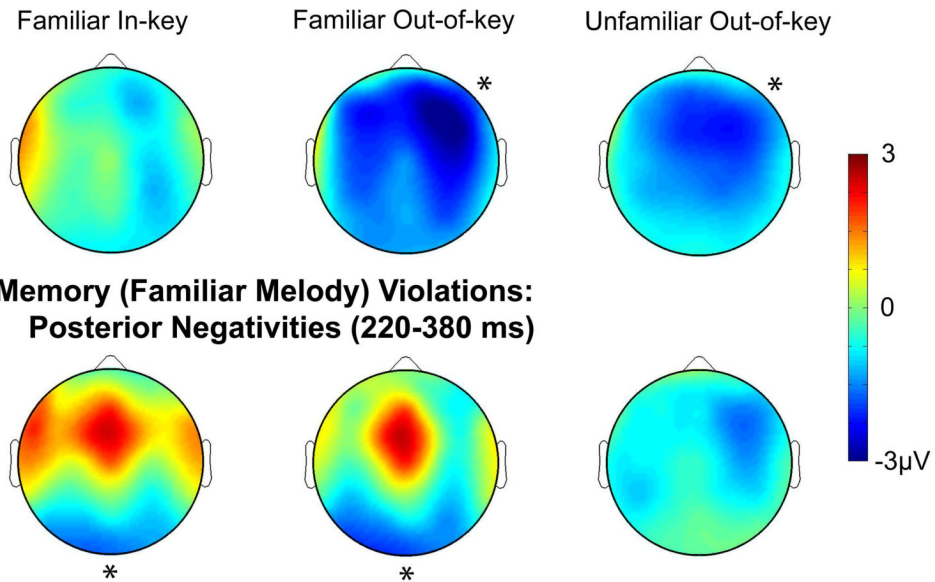 Familiar In-key Familiar Out-of-key Unfamiliar Out-of-key
*
*
3
Memory (Familiar Melody) Violations:
0
Posterior Negativities (220-380 ms)
-3µV
*
*